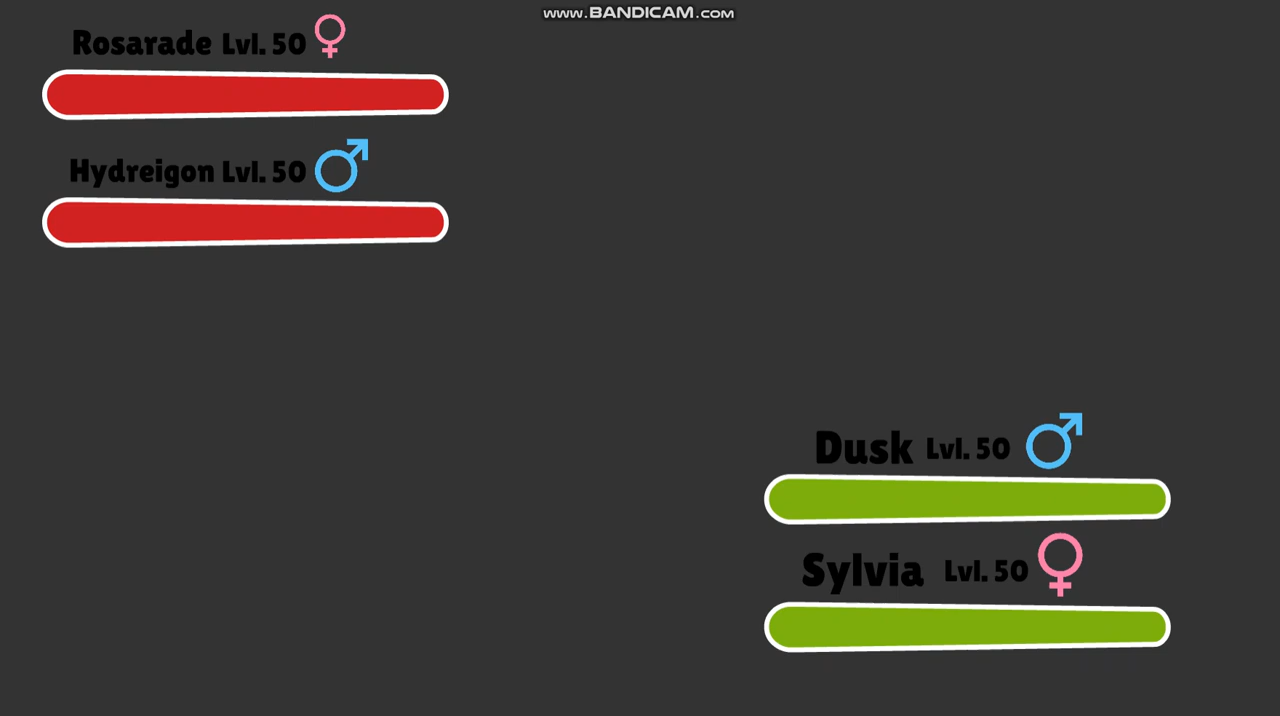 www.BANDICAM.com
Rosarade Lvl. 50 ♀
Hydreigon Lvl. 50 ♂
Dusk Lvl. 50 ♂
Sylvia Lvl. 50 ♀